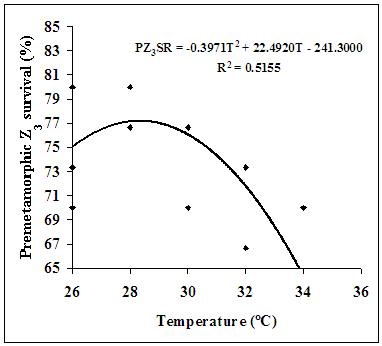 85
83
81
79
77
75
73
71
69
67
65
Premetamorphic Z3 survival (%)
PZ3SR = -0.3971T2 + 22.4920T - 241.3000
R2 = 0.5155
26 28 30 32 34 36
Temperature (ºC)